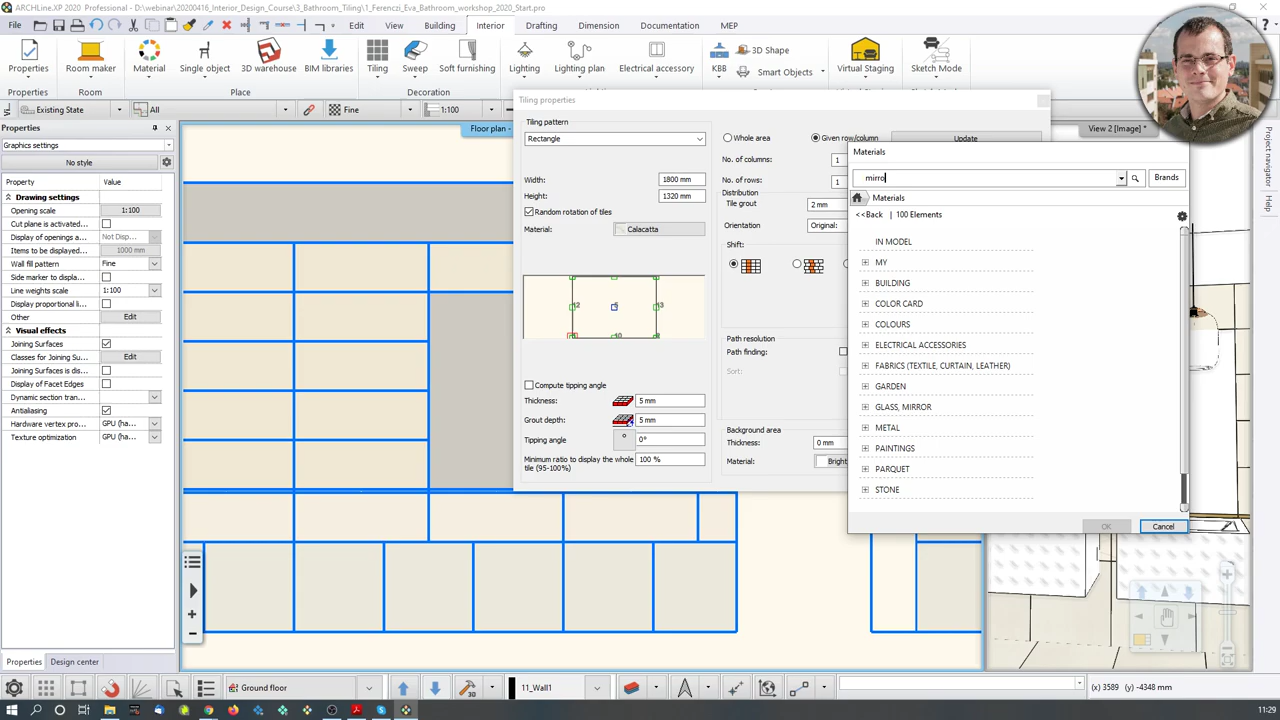 ARCHLine.XP 2020 Preview - D:\webinar\20200416_Interior_Design_Course\3_Bathroom_Tiling\1_Ferenczi_Eva_Bathroom_workshop_2020_Start.pro
File
Edit
View
Building
Interior
Drafting
Dimension
Documentation
MEP
Properties
Room maker
Material
Single object
3D warehouse
BIM libraries
Tiling
Sweeps
Soft furnishing
Lighting
Lighting plan
Electrical accessory
KBB
3D Shape
Smart Objects
Virtual Staging
Sketch Mode
Properties
Room
Place
Decoration
Existing State
All
Fine
1:100
Properties
Graphics settings
No style
Property Value
Drawing settings
Opening scale 1:100
Cut plane is activated...
Display of openings a... Not Disp...
Items to be displayed... 1000 mm
Wall fill pattern Fine
Side marker to displa...
Line weights scale 1:100
Display proportional li...
Other Edit
Visual effects
Joining Surfaces
Classes for Joining Su... Edit
Joining Surfaces is dis...
Display of Facet Edges
Dynamic section tran...
Antialiasing
Hardware vertex pro... GPU (ha...
Texture optimization GPU (ha...
Properties
Design center
Floor plan -
View 2 [Image] *
Project navigator
Tiling properties
Tiling pattern
Rectangle
Width: 1800 mm
Height: 1320 mm
Random rotation of tiles
Material: Calacatta
Compute tipping angle
Thickness: 5 mm
Grout depth: 5 mm
Tipping angle 0°
Minimum ratio to display the whole
tile (95-100%) 100 %
Whole area
Given row/column
Update
No. of columns: 1
No. of rows: 1
Distribution
Tile grout 2 mm
Orientation Original:
Shift:
Path resolution
Path finding:
Sort:
Background area
Thickness: 0 mm
Material: Bright
Materials
mirro
Brands
Materials
<<Back | 100 Elements
IN MODEL
MY
BUILDING
COLOR CARD
COLOURS
ELECTRICAL ACCESSORIES
FABRICS (TEXTILE, CURTAIN, LEATHER)
GARDEN
GLASS, MIRROR
METAL
PAINTINGS
PARQUET
STONE
OK
Cancel
Ground floor
11_Wall1
(x) 3589 (y) -4348 mm
11:29